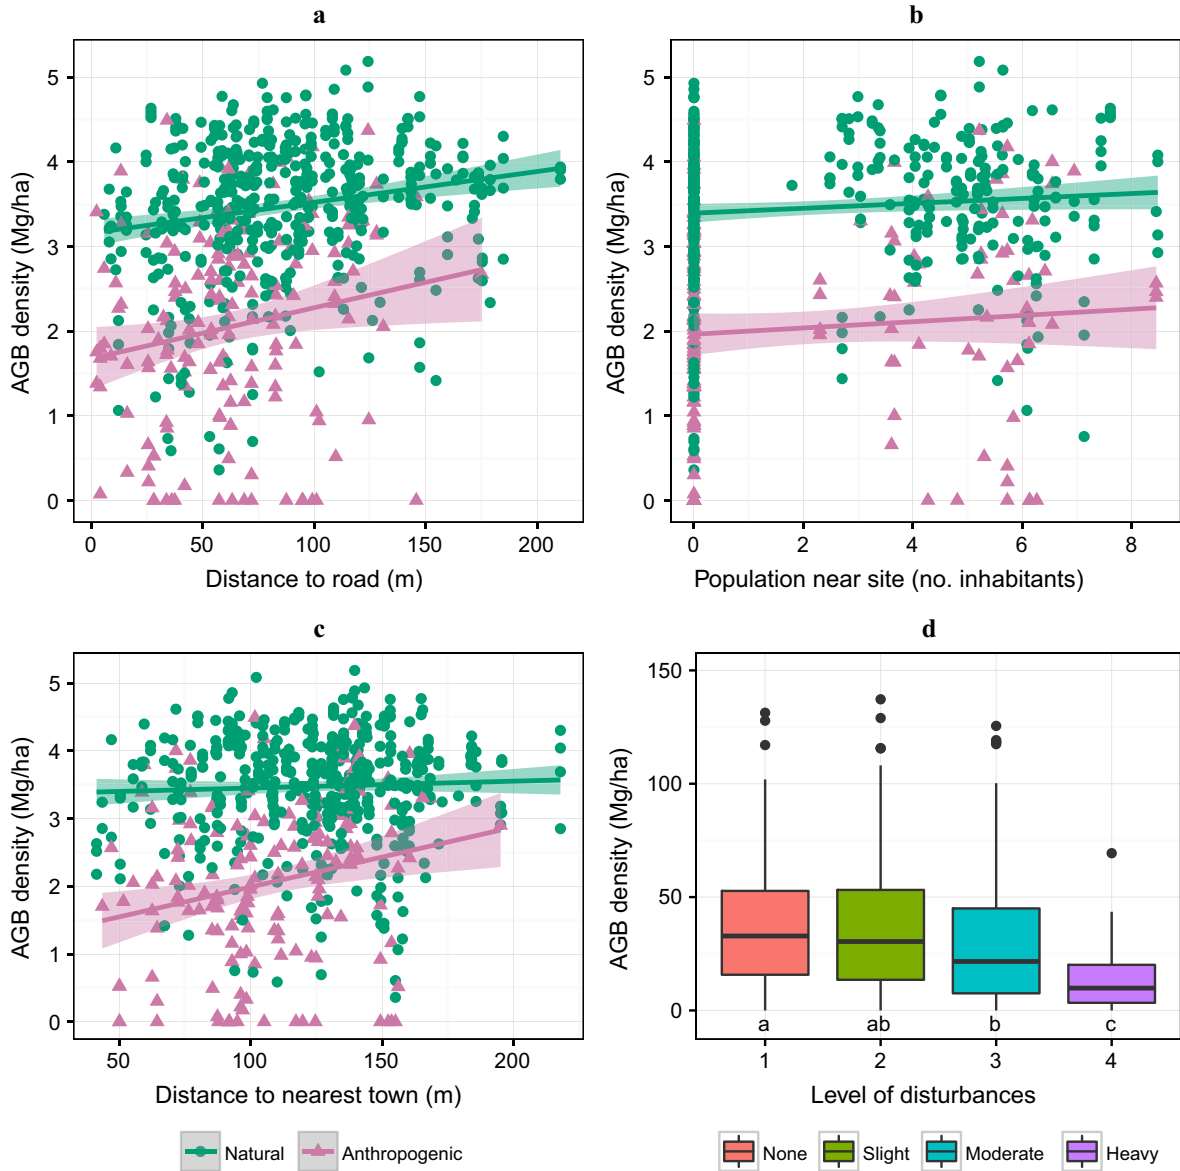 a
b
5
4
3
2
1
0
AGB density (Mg/ha)
0 50 100 150 200
Distance to road (m)
5
4
3
2
1
0
AGB density (Mg/ha)
0 2 4 6 8
Population near site (no. inhabitants)
c
d
5
4
3
2
1
0
AGB density (Mg/ha)
50 100 150 200
Distance to nearest town (m)
150
100
50
0
AGB density (Mg/ha)
a ab b c
1 2 3 4
Level of disturbances
Natural Anthropogenic
None Slight Moderate Heavy